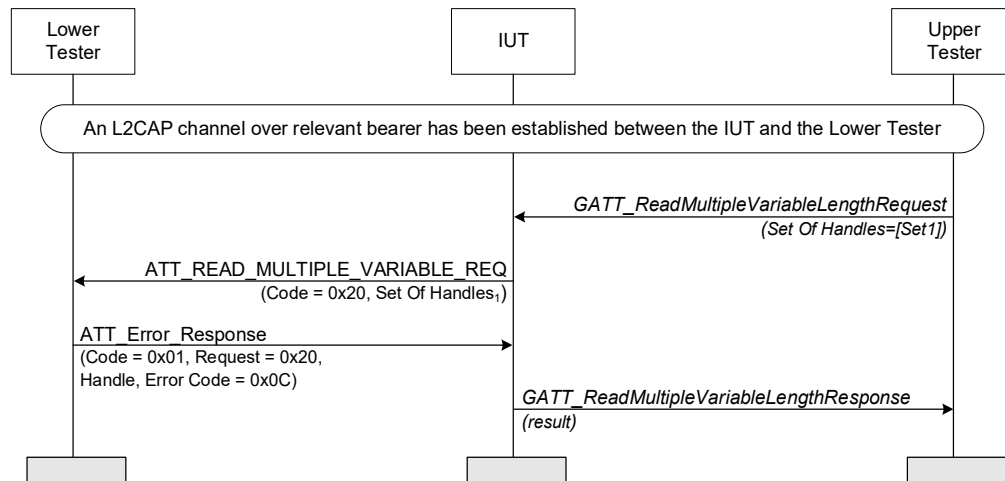 Lower
Tester
IUT
Upper
Tester
An L2CAP channel over relevant bearer has been established between the IUT and the Lower Tester
GATT_ReadMultipleVariableLengthRequest
(Set Of Handles=[Set1])
ATT_READ_MULTIPLE_VARIABLE_REQ
(Code = 0x20, Set Of Handles₁)
ATT_Error_Response
(Code = 0x01, Request = 0x20,
Handle, Error Code = 0x0C)
GATT_ReadMultipleVariableLengthResponse
(result)